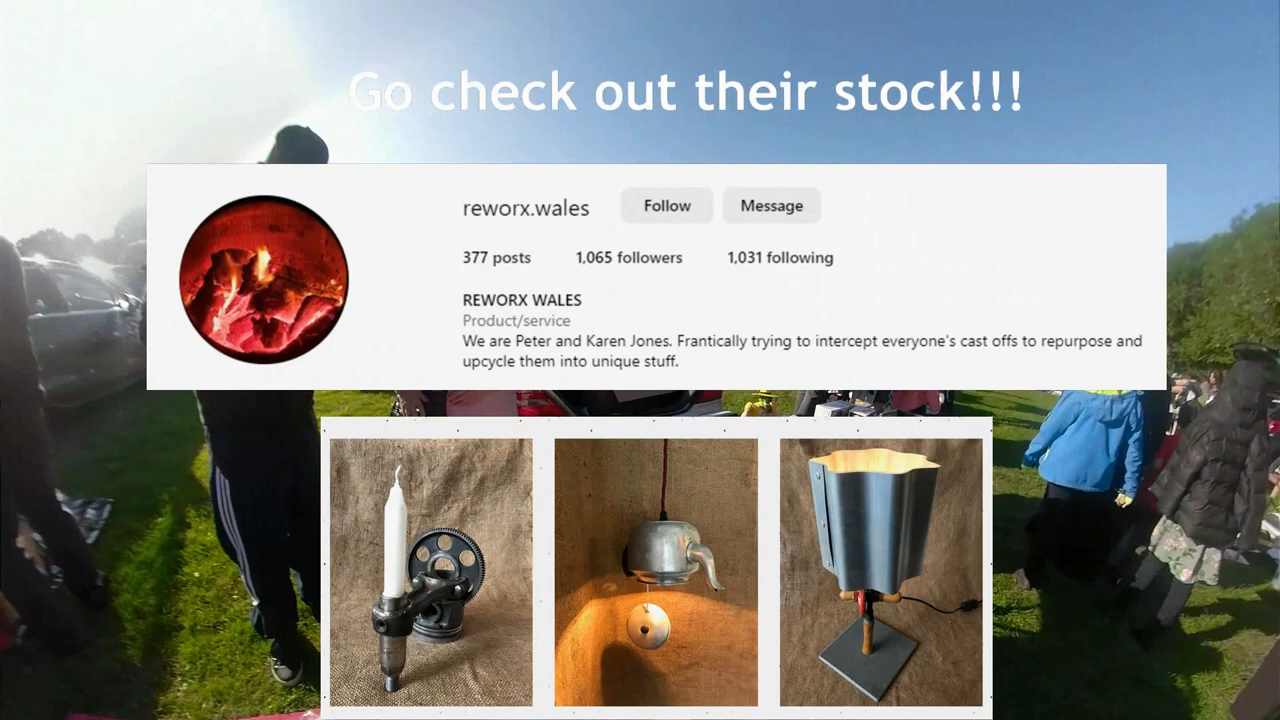 Go check out their stock!!!
reworx.wales Follow Message
377 posts 1,065 followers 1,031 following
REWORX WALES
Product/service
We are Peter and Karen Jones. Frantically trying to intercept everyone's cast offs to repurpose and
upcycle them into unique stuff.